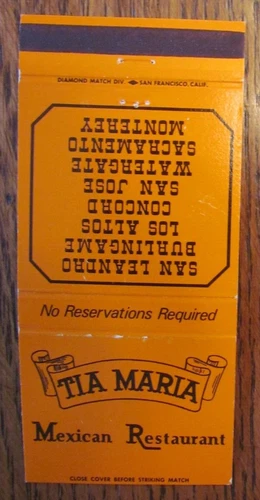 DIAMOND MATCH DIV. SAN FRANCISCO, CALIF.
SAN LEANDRO
BURLINGAME
LOS ALTOS
CONCORD
SAN JOSE
WATERGATE
SACRAMENTO
MONTEREY
No Reservations Required
TIA MARIA
Mexican Restaurant
CLOSE COVER BEFORE STRIKING MATCH